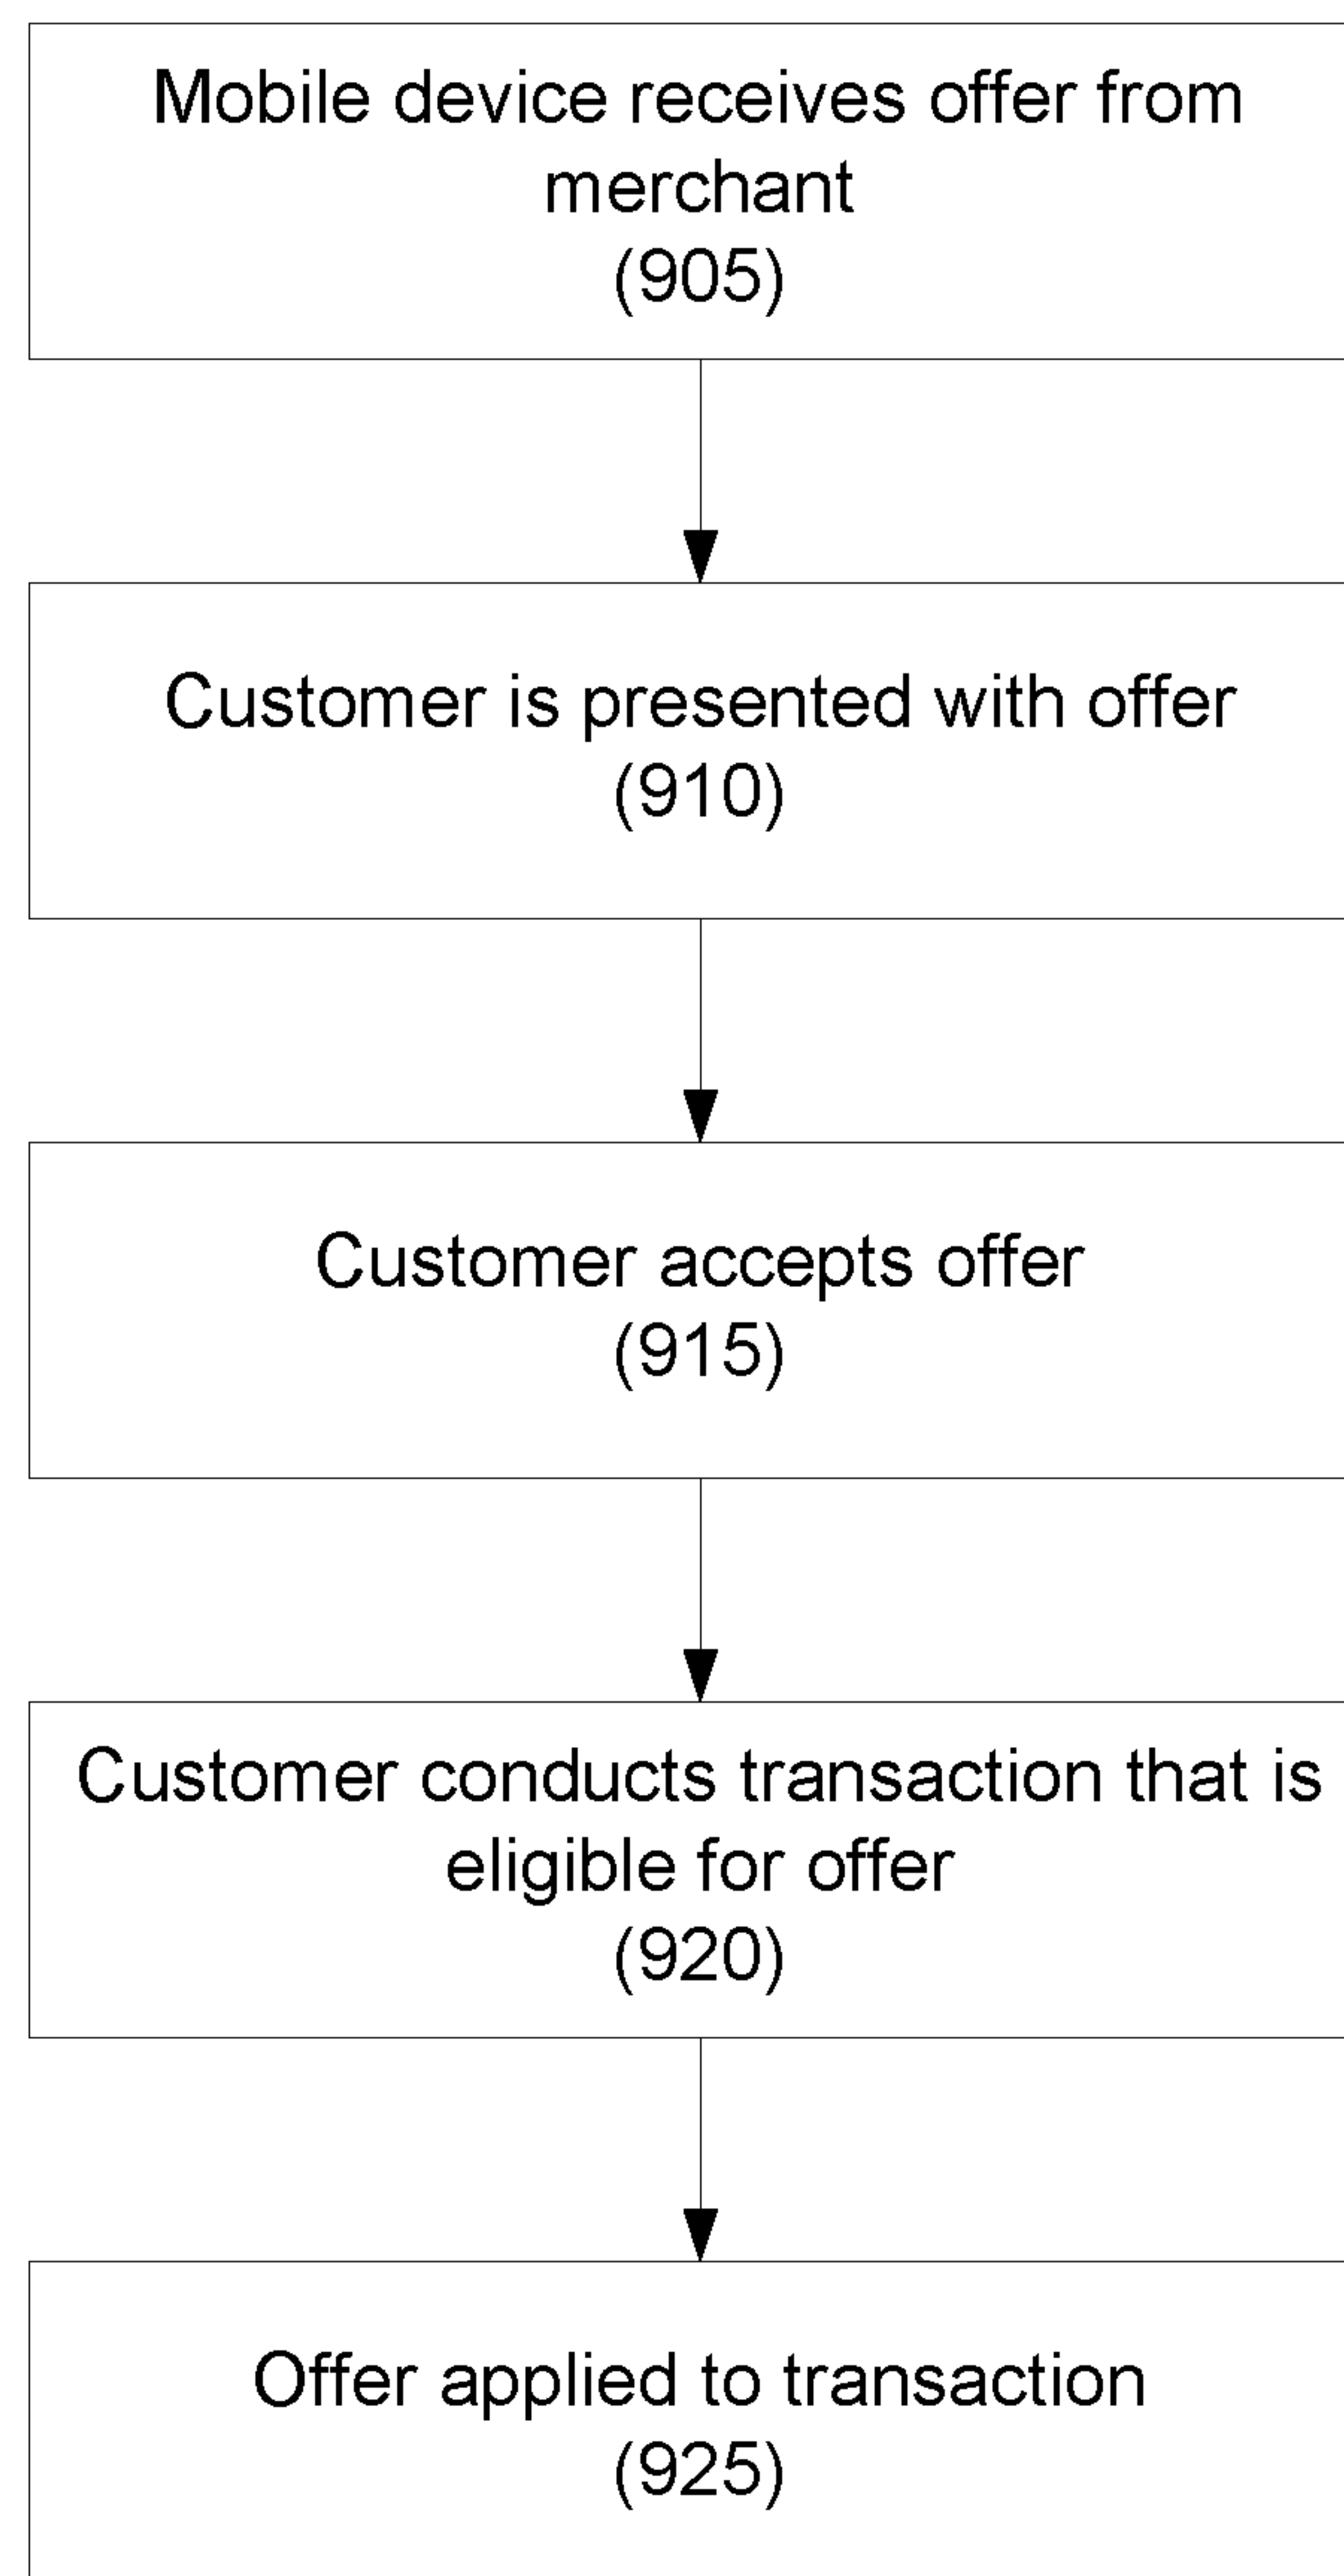 Mobile device receives offer from
merchant
(905)
Customer is presented with offer
(910)
Customer accepts offer
(915)
Customer conducts transaction that is
eligible for offer
(920)
Offer applied to transaction
(925)